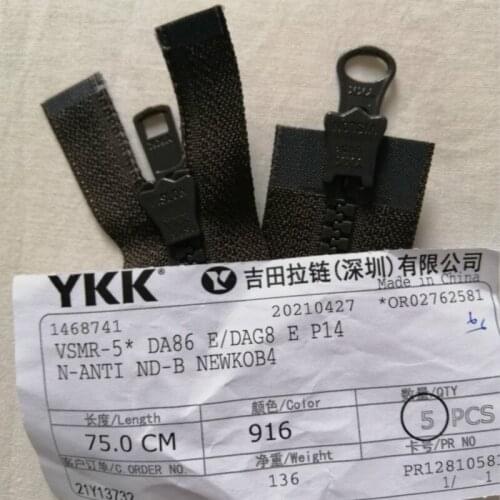 YKK® 吉田拉链(深圳)有限公司
Made in China
1468741 20210427 *OR02762581
VSMR-5* DA86 E/DAG8 E P14
N-ANTI ND-B NEWKOB4
长度/Length 颜色/Color 数量/QTY
75.0 CM 916 5 PCS
客户订单/C.ORDER NO 净重/Weight 卡号/PR NO
21Y13732 136 PR12810581
1/ 1